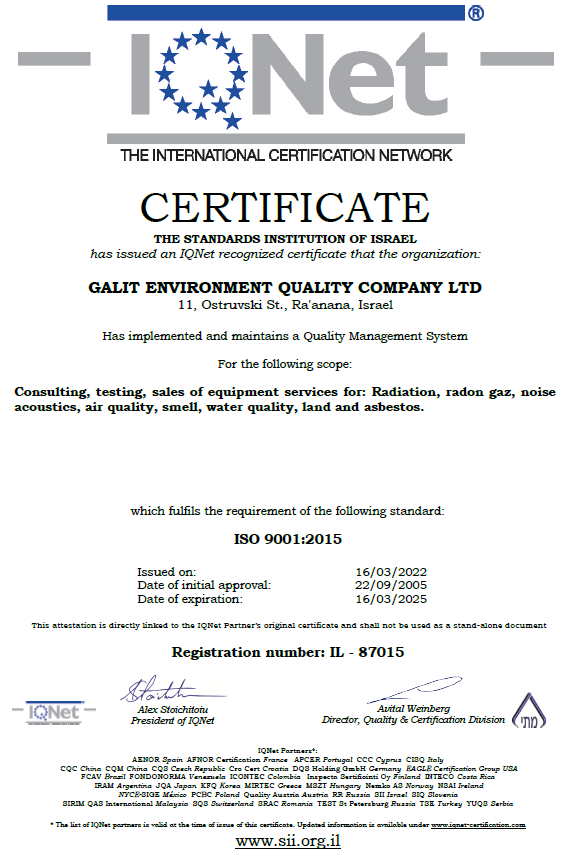 IQNet ®
THE INTERNATIONAL CERTIFICATION NETWORK
CERTIFICATE
THE STANDARDS INSTITUTION OF ISRAEL
has issued an IQNet recognized certificate that the organization:
GALIT ENVIRONMENT QUALITY COMPANY LTD
11, Ostruvski St., Ra'anana, Israel
Has implemented and maintains a Quality Management System
For the following scope:
Consulting, testing, sales of equipment services for: Radiation, radon gaz, noise
acoustics, air quality, smell, water quality, land and asbestos.
which fulfils the requirement of the following standard:
ISO 9001:2015
Issued on: 16/03/2022
Date of initial approval: 22/09/2005
Date of expiration: 16/03/2025
This attestation is directly linked to the IQNet Partner's original certificate and shall not be used as a stand-alone document
Registration number: IL - 87015
IQNet
Alex Stoichitoiu
President of IQNet
Avital Weinberg
Director, Quality & Certification Division
מתי
IQNet Partners*:
AENOR Spain AFNOR Certification France APCER Portugal CCC Cyprus CISQ Italy
CQC China CQM China CQS Czech Republic Cro Cert Croatia DQS Holding GmbH Germany EAGLE Certification Group USA
FCAV Brazil FONDONORMA Venezuela ICONTEC Colombia Inspecta Sertifiointi Oy Finland INTECO Costa Rica
IRAM Argentina JQA Japan KFQ Korea MIRTEC Greece MSZT Hungary Nemko AS Norway NSAI Ireland
NYCE-SIGE México PCBC Poland Quality Austria Austria RR Russia SII Israel SIQ Slovenia
SIRIM QAS International Malaysia SQS Switzerland SRAC Romania TEST St Petersburg Russia TSE Turkey YUQS Serbia
* The list of IQNet partners is valid at the time of issue of this certificate. Updated information is available under www.iqnet-certification.com
www.sii.org.il